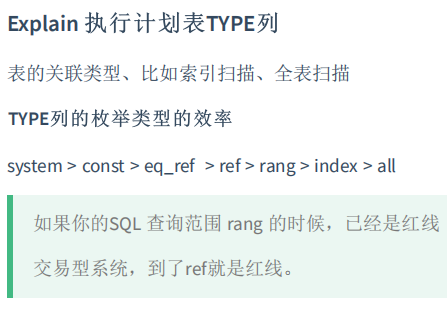 Explain 执行计划表TYPE列
表的关联类型、比如索引扫描、全表扫描
TYPE列的枚举类型的效率
system > const > eq_ref > ref > rang > index > all
如果你的SQL 查询范围 rang 的时候，已经是红线
交易型系统，到了ref就是红线。